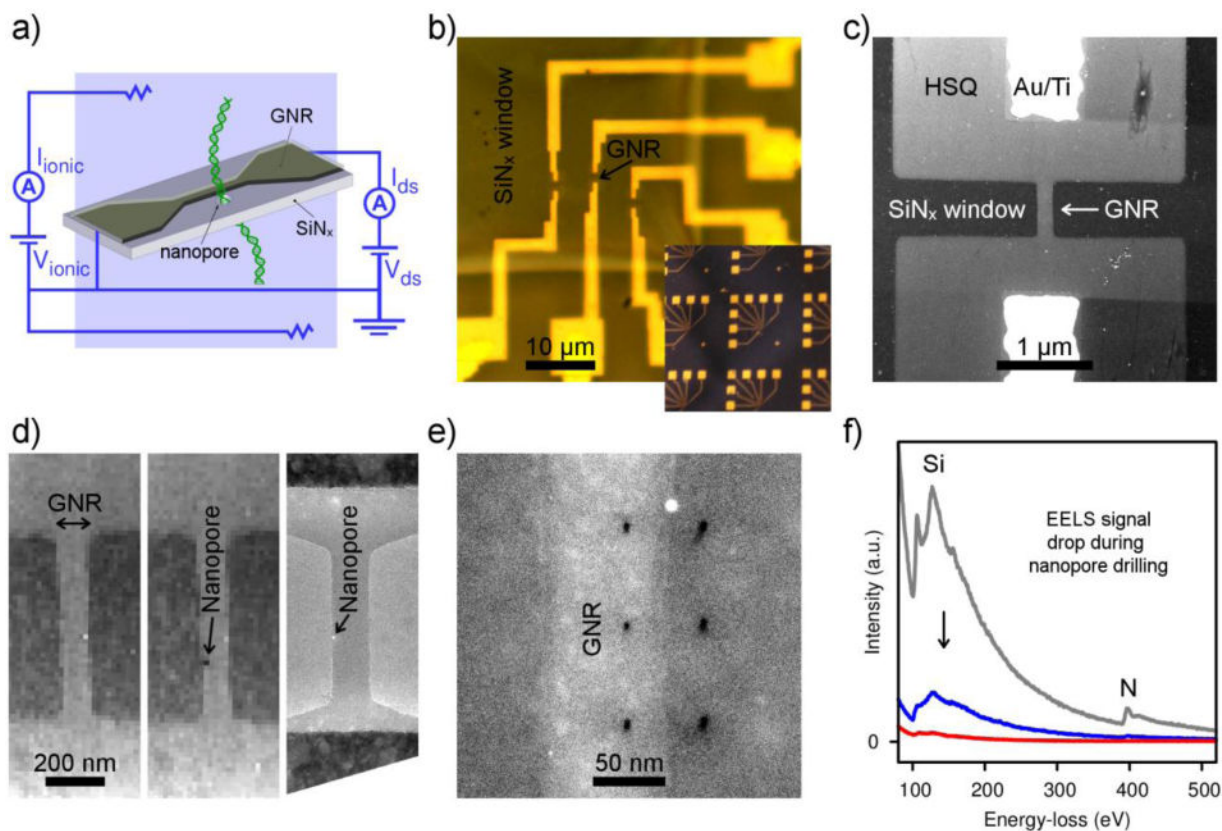 a)
GNR
I_ionic
A
I_ds
A
nanopore
SiN_x
V_ionic
V_ds
b)
SiN_x window
GNR
10 µm
c)
HSQ
Au/Ti
SiN_x window
GNR
1 µm
d)
GNR
Nanopore
Nanopore
200 nm
e)
GNR
50 nm
f)
Si
EELS signal
drop during
nanopore drilling
N
Intensity (a.u.)
0
100
200
300
400
500
Energy-loss (eV)